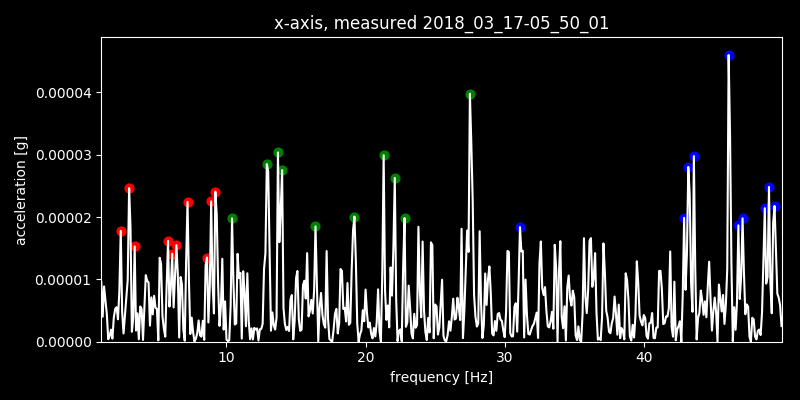 x-axis, measured 2018_03_17-05_50_01
0.00004
0.00003
0.00002
0.00001
0.00000
acceleration [g]
10 20 30 40
frequency [Hz]